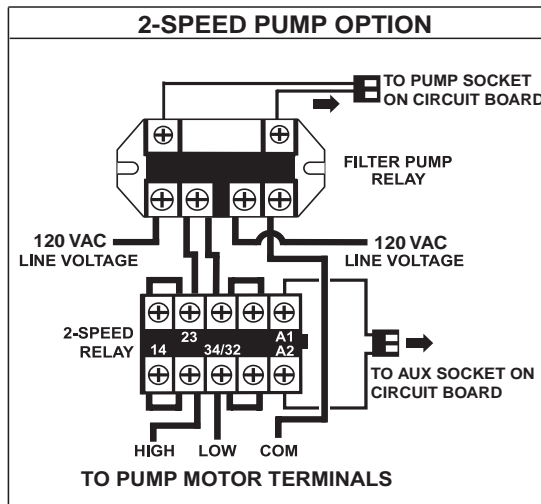 2-SPEED PUMP OPTION
TO PUMP SOCKET
ON CIRCUIT BOARD
FILTER PUMP
RELAY
120 VAC
LINE VOLTAGE
120 VAC
LINE VOLTAGE
2-SPEED
RELAY
23
A1
14
34/32
A2
TO AUX SOCKET ON
CIRCUIT BOARD
HIGH
LOW
COM
TO PUMP MOTOR TERMINALS